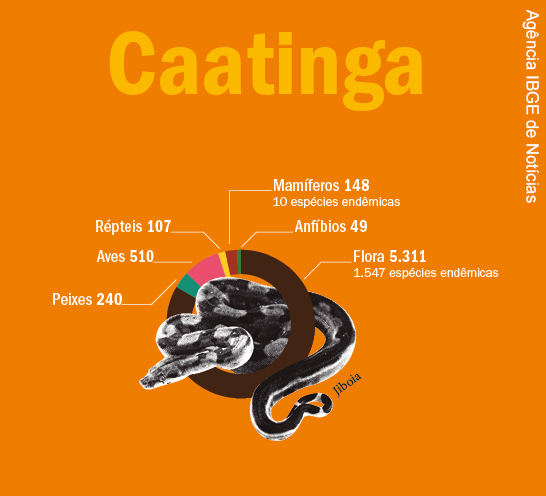 Caatinga
Agência IBGE de Notícias
Mamíferos 148
10 espécies endêmicas
Répteis 107
Anfíbios 49
Aves 510
Flora 5.311
1.547 espécies endêmicas
Peixes 240
Jiboia